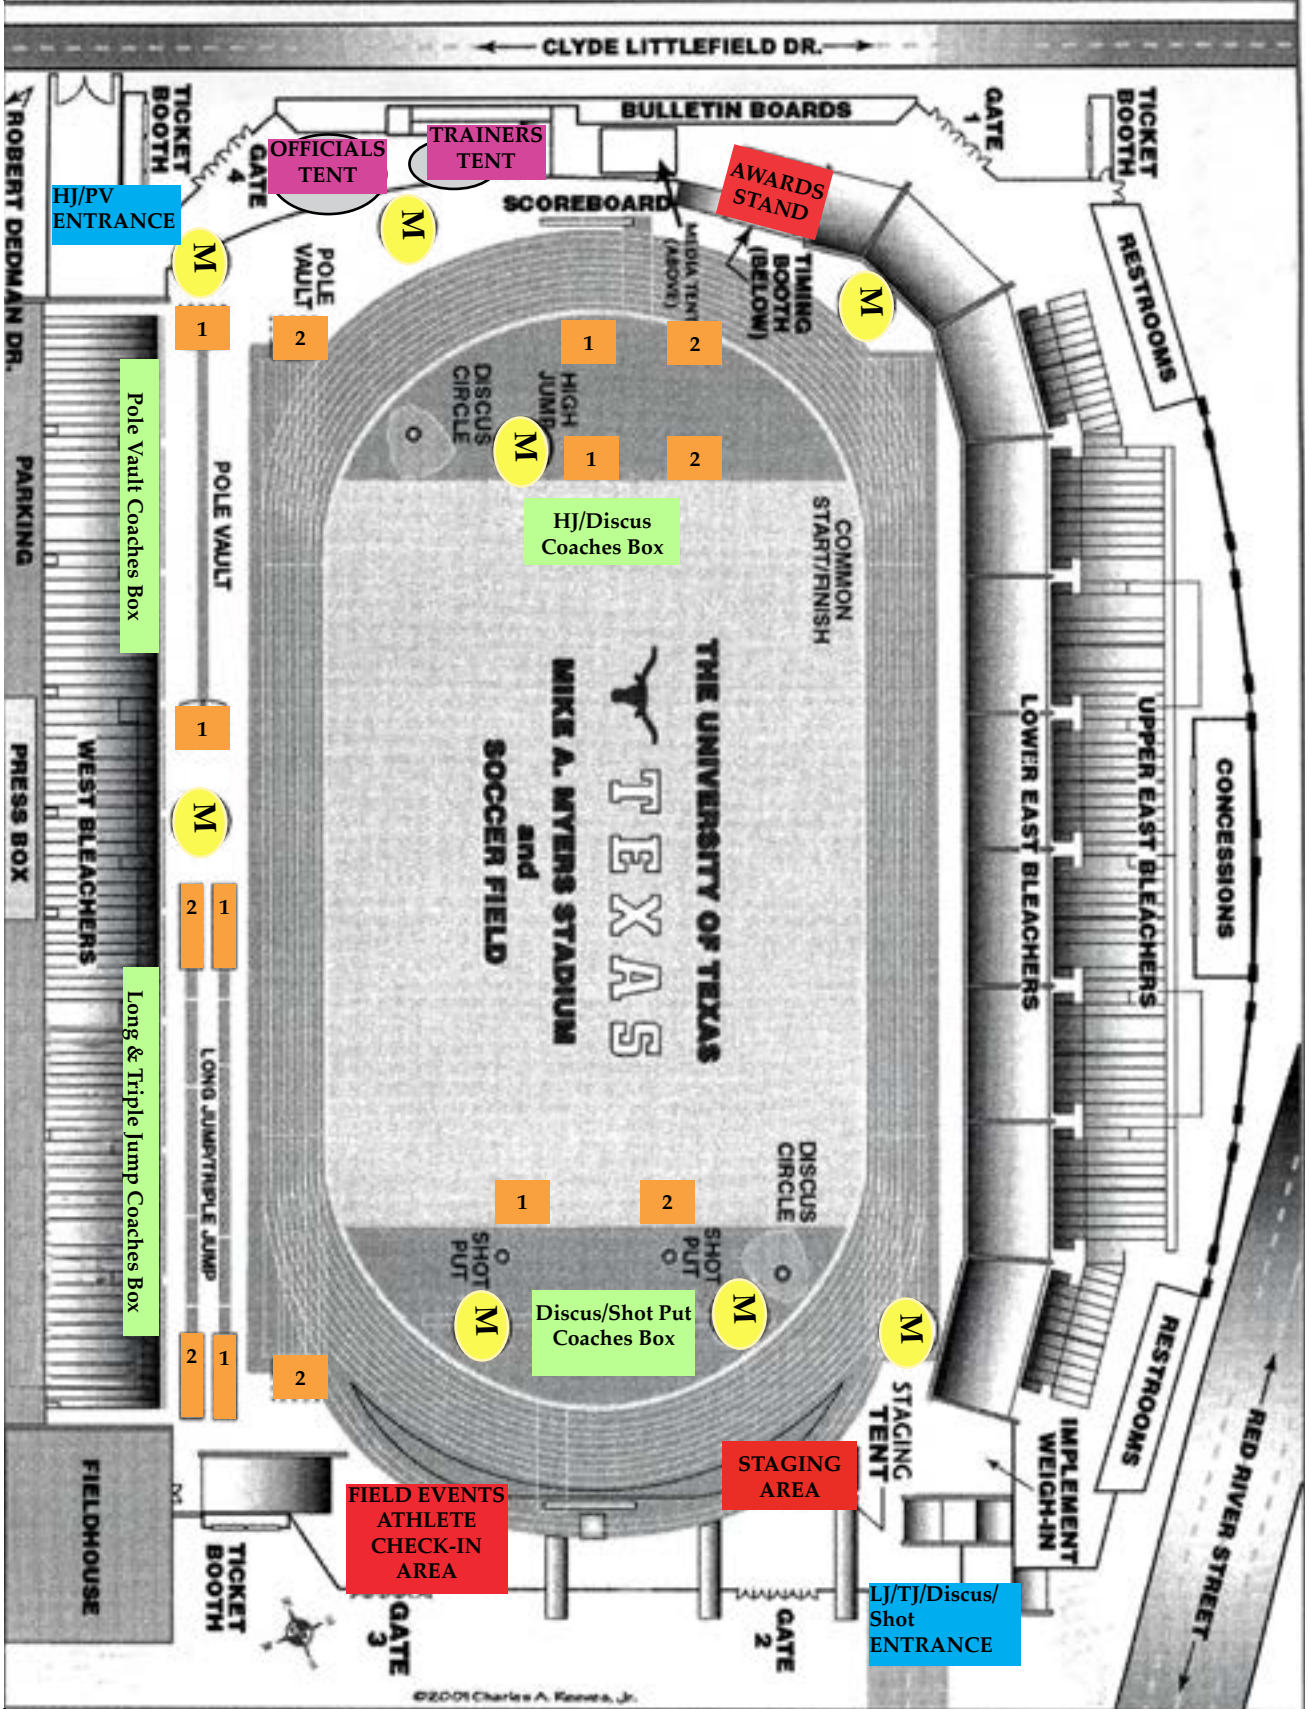 CLYDE LITTLEFIELD DR.
TICKET
BOOTH
BULLETIN BOARDS
GATE
1
TICKET
BOOTH
ROBERT DEDMAN DR.
GATE
4
OFFICIALS
TENT
TRAINERS
TENT
AWARDS
STAND
HJ/PV
ENTRANCE
SCOREBOARD
M
M
M
MEDIA TENT
(ABOVE)
TIMING
BOOTH
(BELOW)
RESTROOMS
POLE
VAULT
1
2
1
2
DISCUS
CIRCLE
HIGH
JUMP
M
1
2
Pole Vault Coaches Box
POLE VAULT
PARKING
HJ/Discus
Coaches Box
COMMON
START/FINISH
THE UNIVERSITY OF TEXAS
TEXAS
MIKE A. MYERS STADIUM
and
SOCCER FIELD
LOWER EAST BLEACHERS
UPPER EAST BLEACHERS
CONCESSIONS
1
PRESS BOX
WEST BLEACHERS
M
2
1
Long & Triple Jump Coaches Box
LONG JUMP/TRIPLE JUMP
DISCUS
CIRCLE
1
2
SHOT
PUT
SHOT
PUT
M
Discus/Shot Put
Coaches Box
M
M
2
1
2
RESTROOMS
RED RIVER STREET
STAGING
TENT
IMPLEMENT
WEIGH-IN
STAGING
AREA
FIELDHOUSE
FIELD EVENTS
ATHLETE
CHECK-IN
AREA
TICKET
BOOTH
GATE
3
GATE
2
LJ/TJ/Discus/
Shot
ENTRANCE
©2001 Charles A. Reeves, Jr.